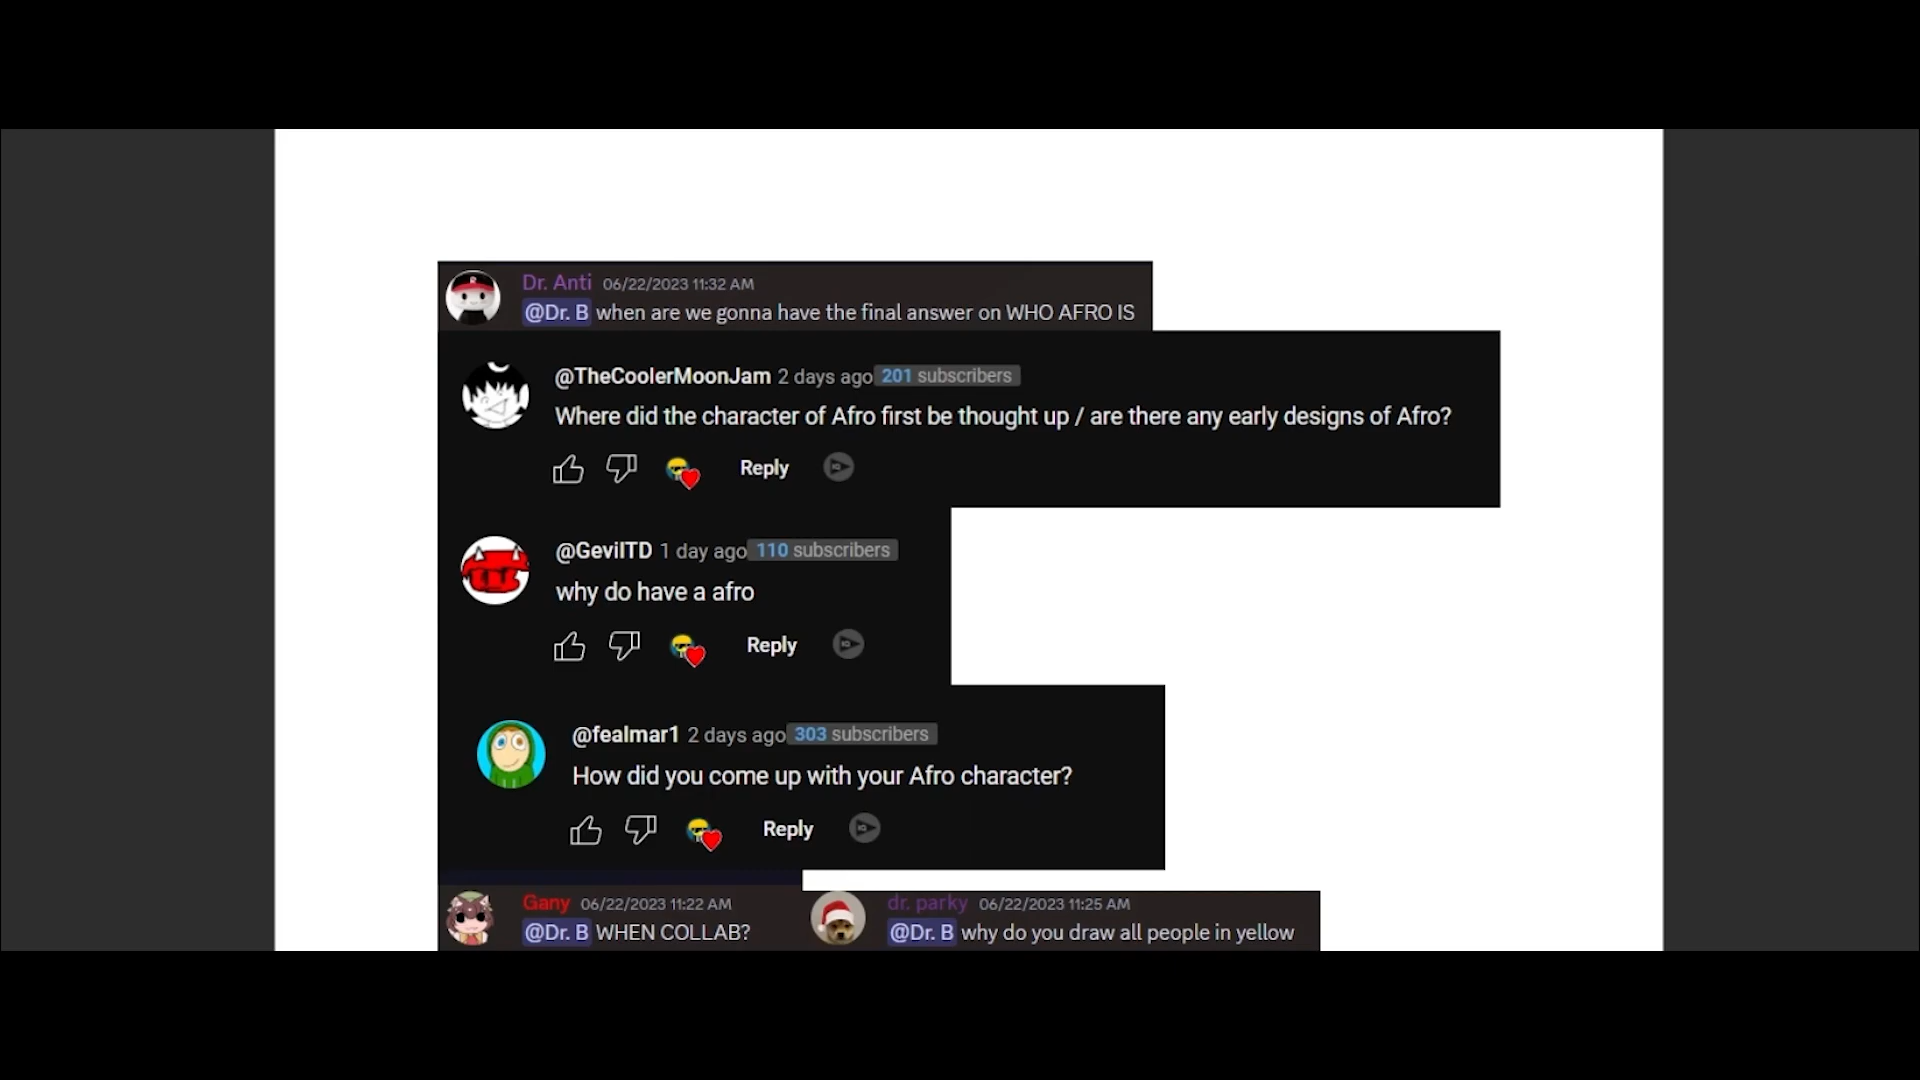 Dr. Anti 06/22/2023 11:32 AM
@Dr. B when are we gonna have the final answer on WHO AFRO IS
@TheCoolerMoonJam 2 days ago 201 subscribers
Where did the character of Afro first be thought up / are there any early designs of Afro?
Reply
@GevilTD 1 day ago 110 subscribers
why do have a afro
Reply
@fealmar1 2 days ago 303 subscribers
How did you come up with your Afro character?
Reply
Gany 06/22/2023 11:22 AM
@Dr. B WHEN COLLAB?
dr. parky 06/22/2023 11:25 AM
@Dr. B why do you draw all people in yellow